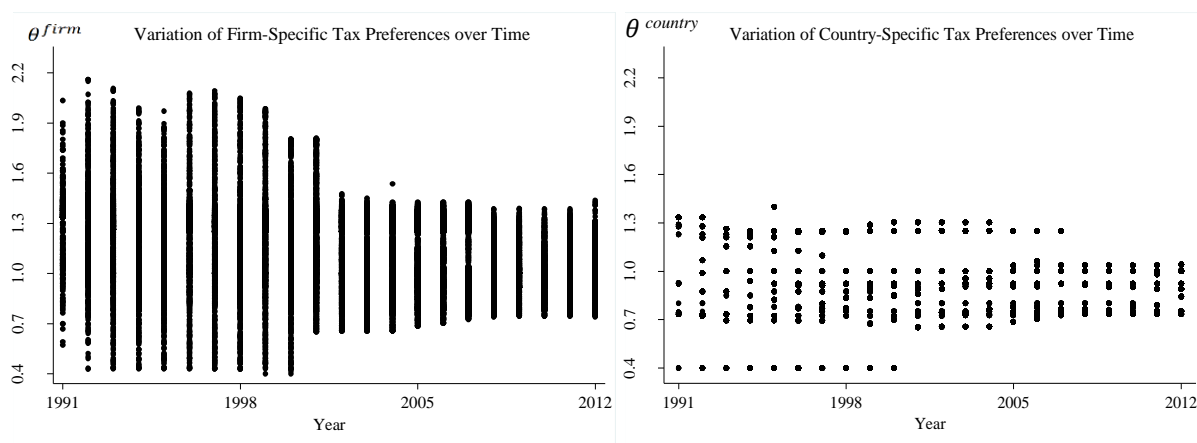 θ firm Variation of Firm-Specific Tax Preferences over Time
2.2
1.9
1.6
1.3
1.0
0.7
0.4
1991 1998 2005 2012
Year
θ country Variation of Country-Specific Tax Preferences over Time
2.2
1.9
1.6
1.3
1.0
0.7
0.4
1991 1998 2005 2012
Year